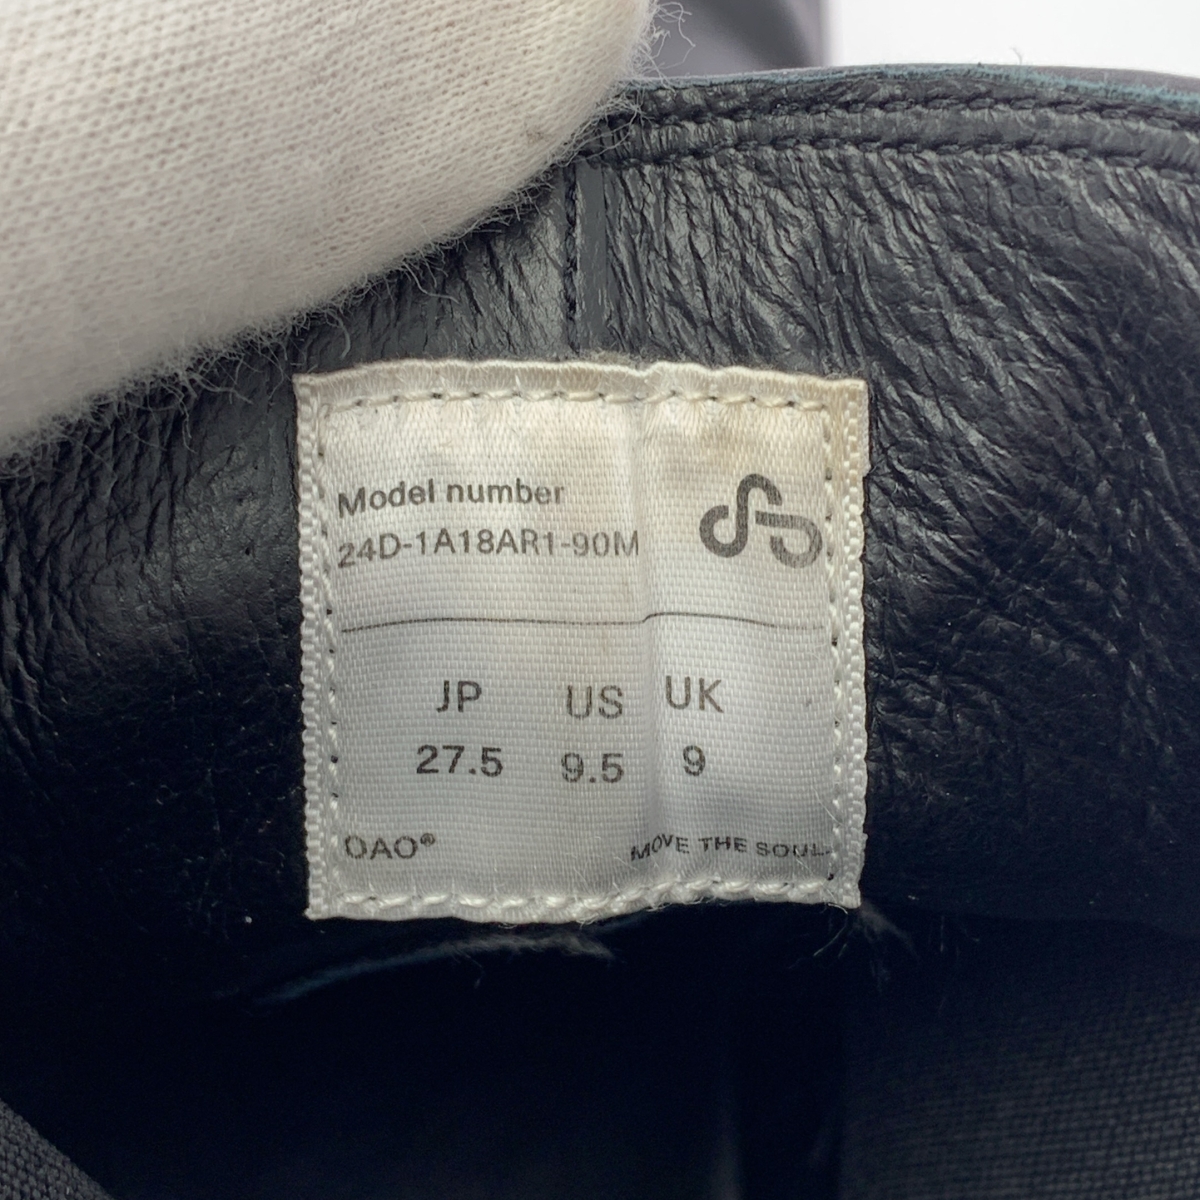 Model number
24D-1A18AR1-90M
JP US UK
27.5 9.5 9
OAO® MOVE THE SOUL.